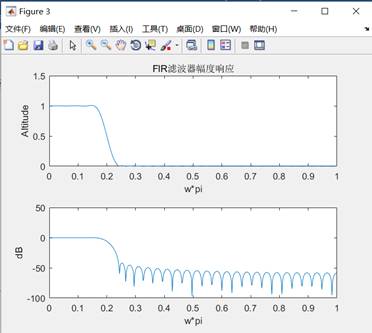 Figure 3
文件(F) 编辑(E) 查看(V) 插入(I) 工具(T) 桌面(D) 窗口(W) 帮助(H)
FIR滤波器幅度响应
1.5
1
0.5
0
Altitude
0 0.1 0.2 0.3 0.4 0.5 0.6 0.7 0.8 0.9 1
w*pi
50
0
-50
-100
dB
0 0.1 0.2 0.3 0.4 0.5 0.6 0.7 0.8 0.9 1
w*pi